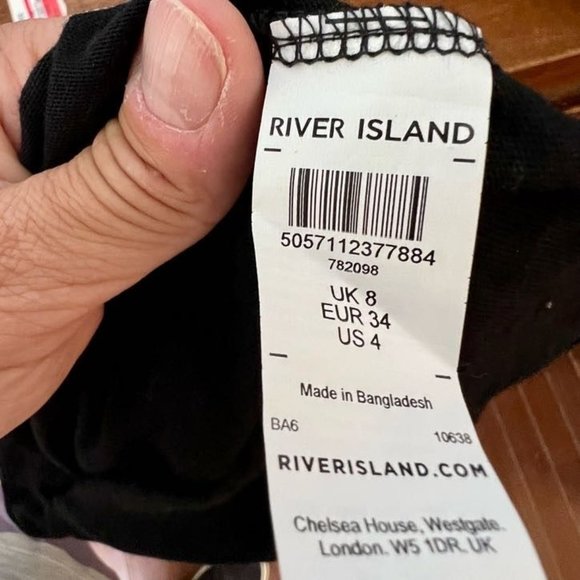 RIVER ISLAND
5057112377884
782098
UK 8
EUR 34
US 4
Made in Bangladesh
BA6 10638
RIVERISLAND.COM
Chelsea House, Westgate.
London. W5 1DR. UK